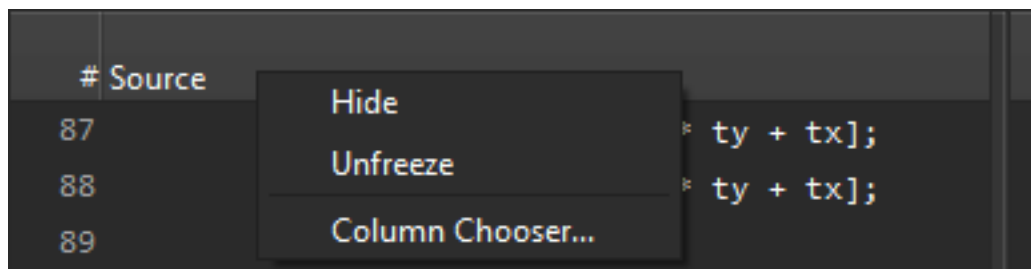 # Source
Hide
87 * ty + tx];
Unfreeze
88 * ty + tx];
Column Chooser...
89